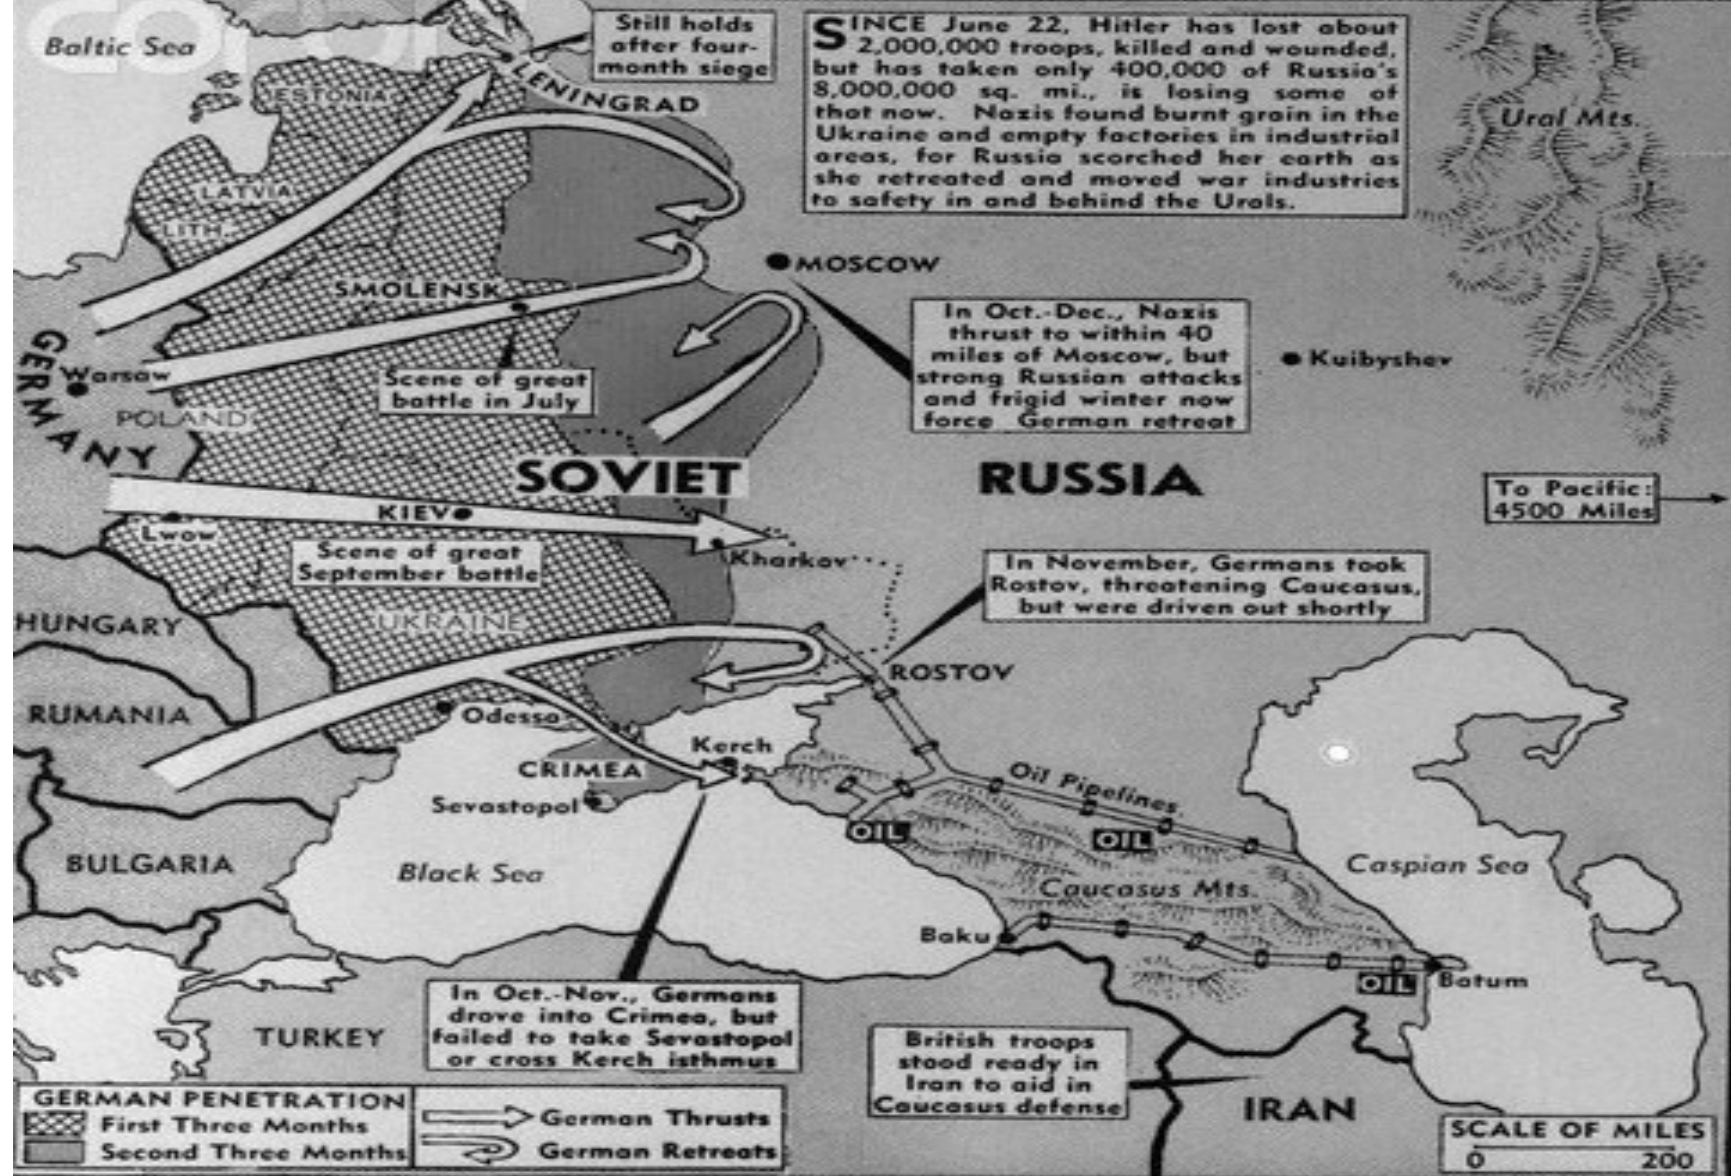 Baltic Sea
Still holds
after four-
month siege
LENINGRAD
ESTONIA
LATVIA
LITH.
SINCE June 22, Hitler has lost about
2,000,000 troops, killed and wounded,
but has taken only 400,000 of Russia's
8,000,000 sq. mi., is losing some of
that now. Nazis found burnt grain in the
Ukraine and empty factories in industrial
areas, for Russia scorched her earth as
she retreated and moved war industries
to safety in and behind the Urals.
Ural Mts.
MOSCOW
SMOLENSK
In Oct.-Dec., Nazis
thrust to within 40
miles of Moscow, but
strong Russian attacks
and frigid winter now
force German retreat
Kuibyshev
GERMANY
Warsaw
POLAND
Scene of great
battle in July
SOVIET RUSSIA
To Pacific:
4500 Miles
KIEV
Lwow
Kharkov
Scene of great
September battle
In November, Germans took
Rostov, threatening Caucasus,
but were driven out shortly
HUNGARY
UKRAINE
ROSTOV
RUMANIA
Odessa
Kerch
CRIMEA
Sevastopol
Oil Pipelines
OIL
OIL
BULGARIA
Black Sea
Caspian Sea
Caucasus Mts.
Baku
OIL
Batum
In Oct.-Nov., Germans
drove into Crimea, but
failed to take Sevastopol
or cross Kerch isthmus
TURKEY
British troops
stood ready in
Iran to aid in
Caucasus defense
IRAN
GERMAN PENETRATION
First Three Months
Second Three Months
German Thrusts
German Retreats
SCALE OF MILES
0 200